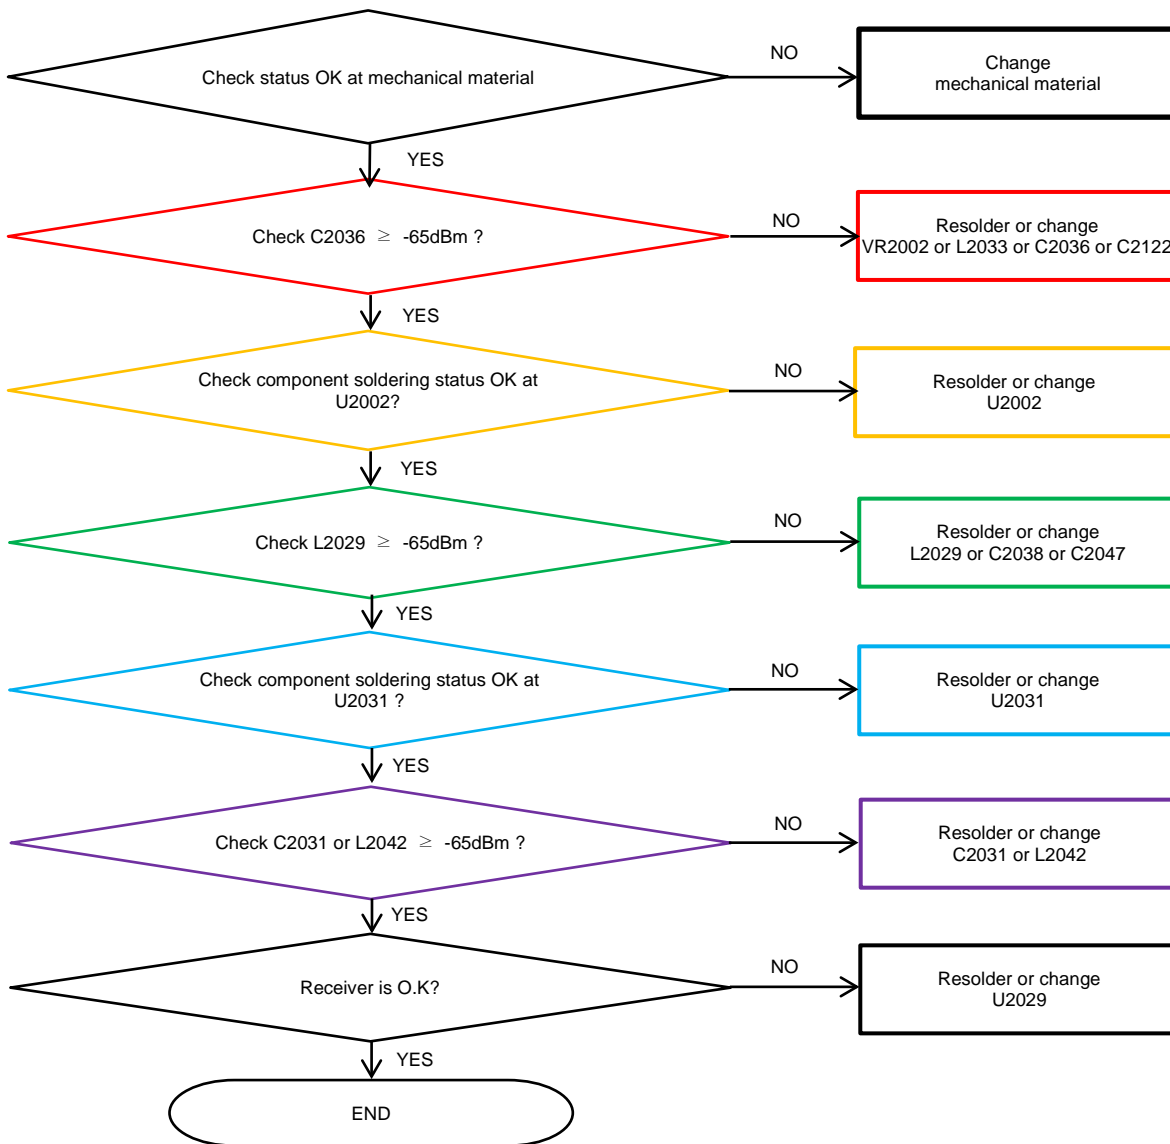 Check status OK at mechanical material
NO
Change
mechanical material
YES
Check C2036 ≥ -65dBm ?
NO
Resolder or change
VR2002 or L2033 or C2036 or C2122
YES
Check component soldering status OK at
U2002?
NO
Resolder or change
U2002
YES
Check L2029 ≥ -65dBm ?
NO
Resolder or change
L2029 or C2038 or C2047
YES
Check component soldering status OK at
U2031 ?
NO
Resolder or change
U2031
YES
Check C2031 or L2042 ≥ -65dBm ?
NO
Resolder or change
C2031 or L2042
YES
Receiver is O.K?
NO
Resolder or change
U2029
YES
END